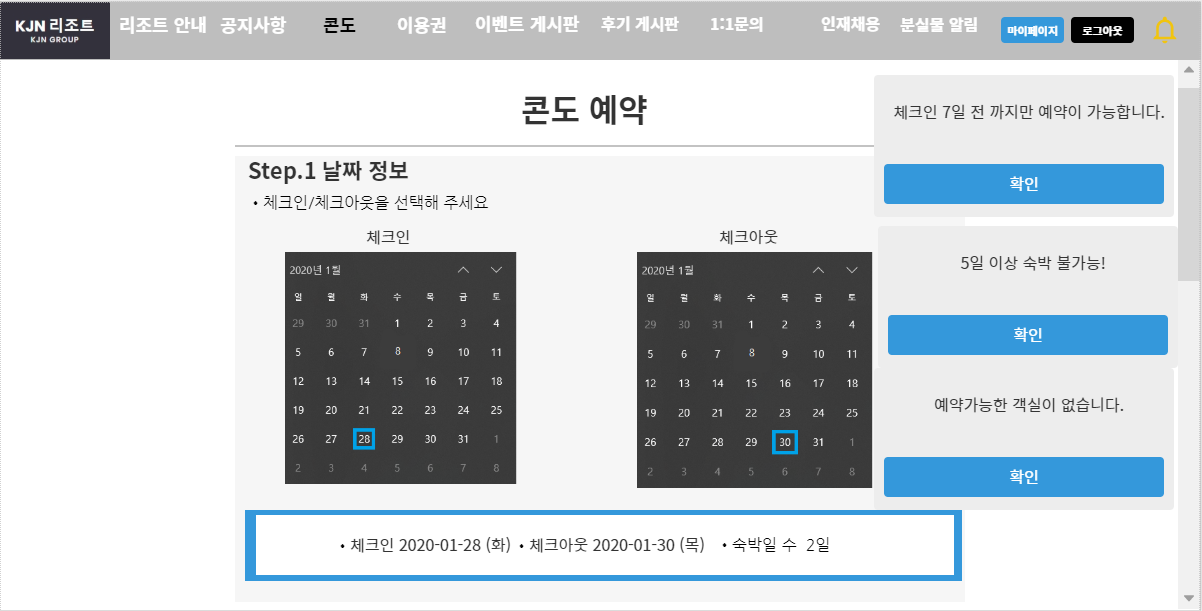 KJN 리조트
KJN GROUP
리조트 안내 공지사항 콘도 이용권 이벤트 게시판 후기 게시판 1:1문의 인재채용 분실물 알림 마이페이지 로그아웃
콘도 예약
체크인 7일 전 까지만 예약이 가능합니다.
확인
Step.1 날짜 정보
• 체크인/체크아웃을 선택해 주세요
체크인
2020년 1월
일 월 화 수 목 금 토
29 30 31 1 2 3 4
5 6 7 8 9 10 11
12 13 14 15 16 17 18
19 20 21 22 23 24 25
26 27 28 29 30 31 1
2 3 4 5 6 7 8
체크아웃
2020년 1월
일 월 화 수 목 금 토
29 30 31 1 2 3 4
5 6 7 8 9 10 11
12 13 14 15 16 17 18
19 20 21 22 23 24 25
26 27 28 29 30 31 1
2 3 4 5 6 7 8
5일 이상 숙박 불가능!
확인
예약가능한 객실이 없습니다.
확인
• 체크인 2020-01-28 (화) • 체크아웃 2020-01-30 (목) • 숙박일 수 2일